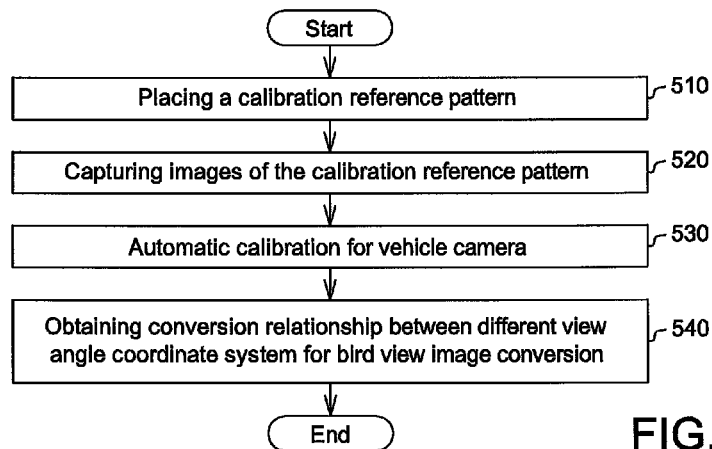 Start
Placing a calibration reference pattern
510
Capturing images of the calibration reference pattern
520
Automatic calibration for vehicle camera
530
Obtaining conversion relationship between different view
angle coordinate system for bird view image conversion
540
End
FIG.